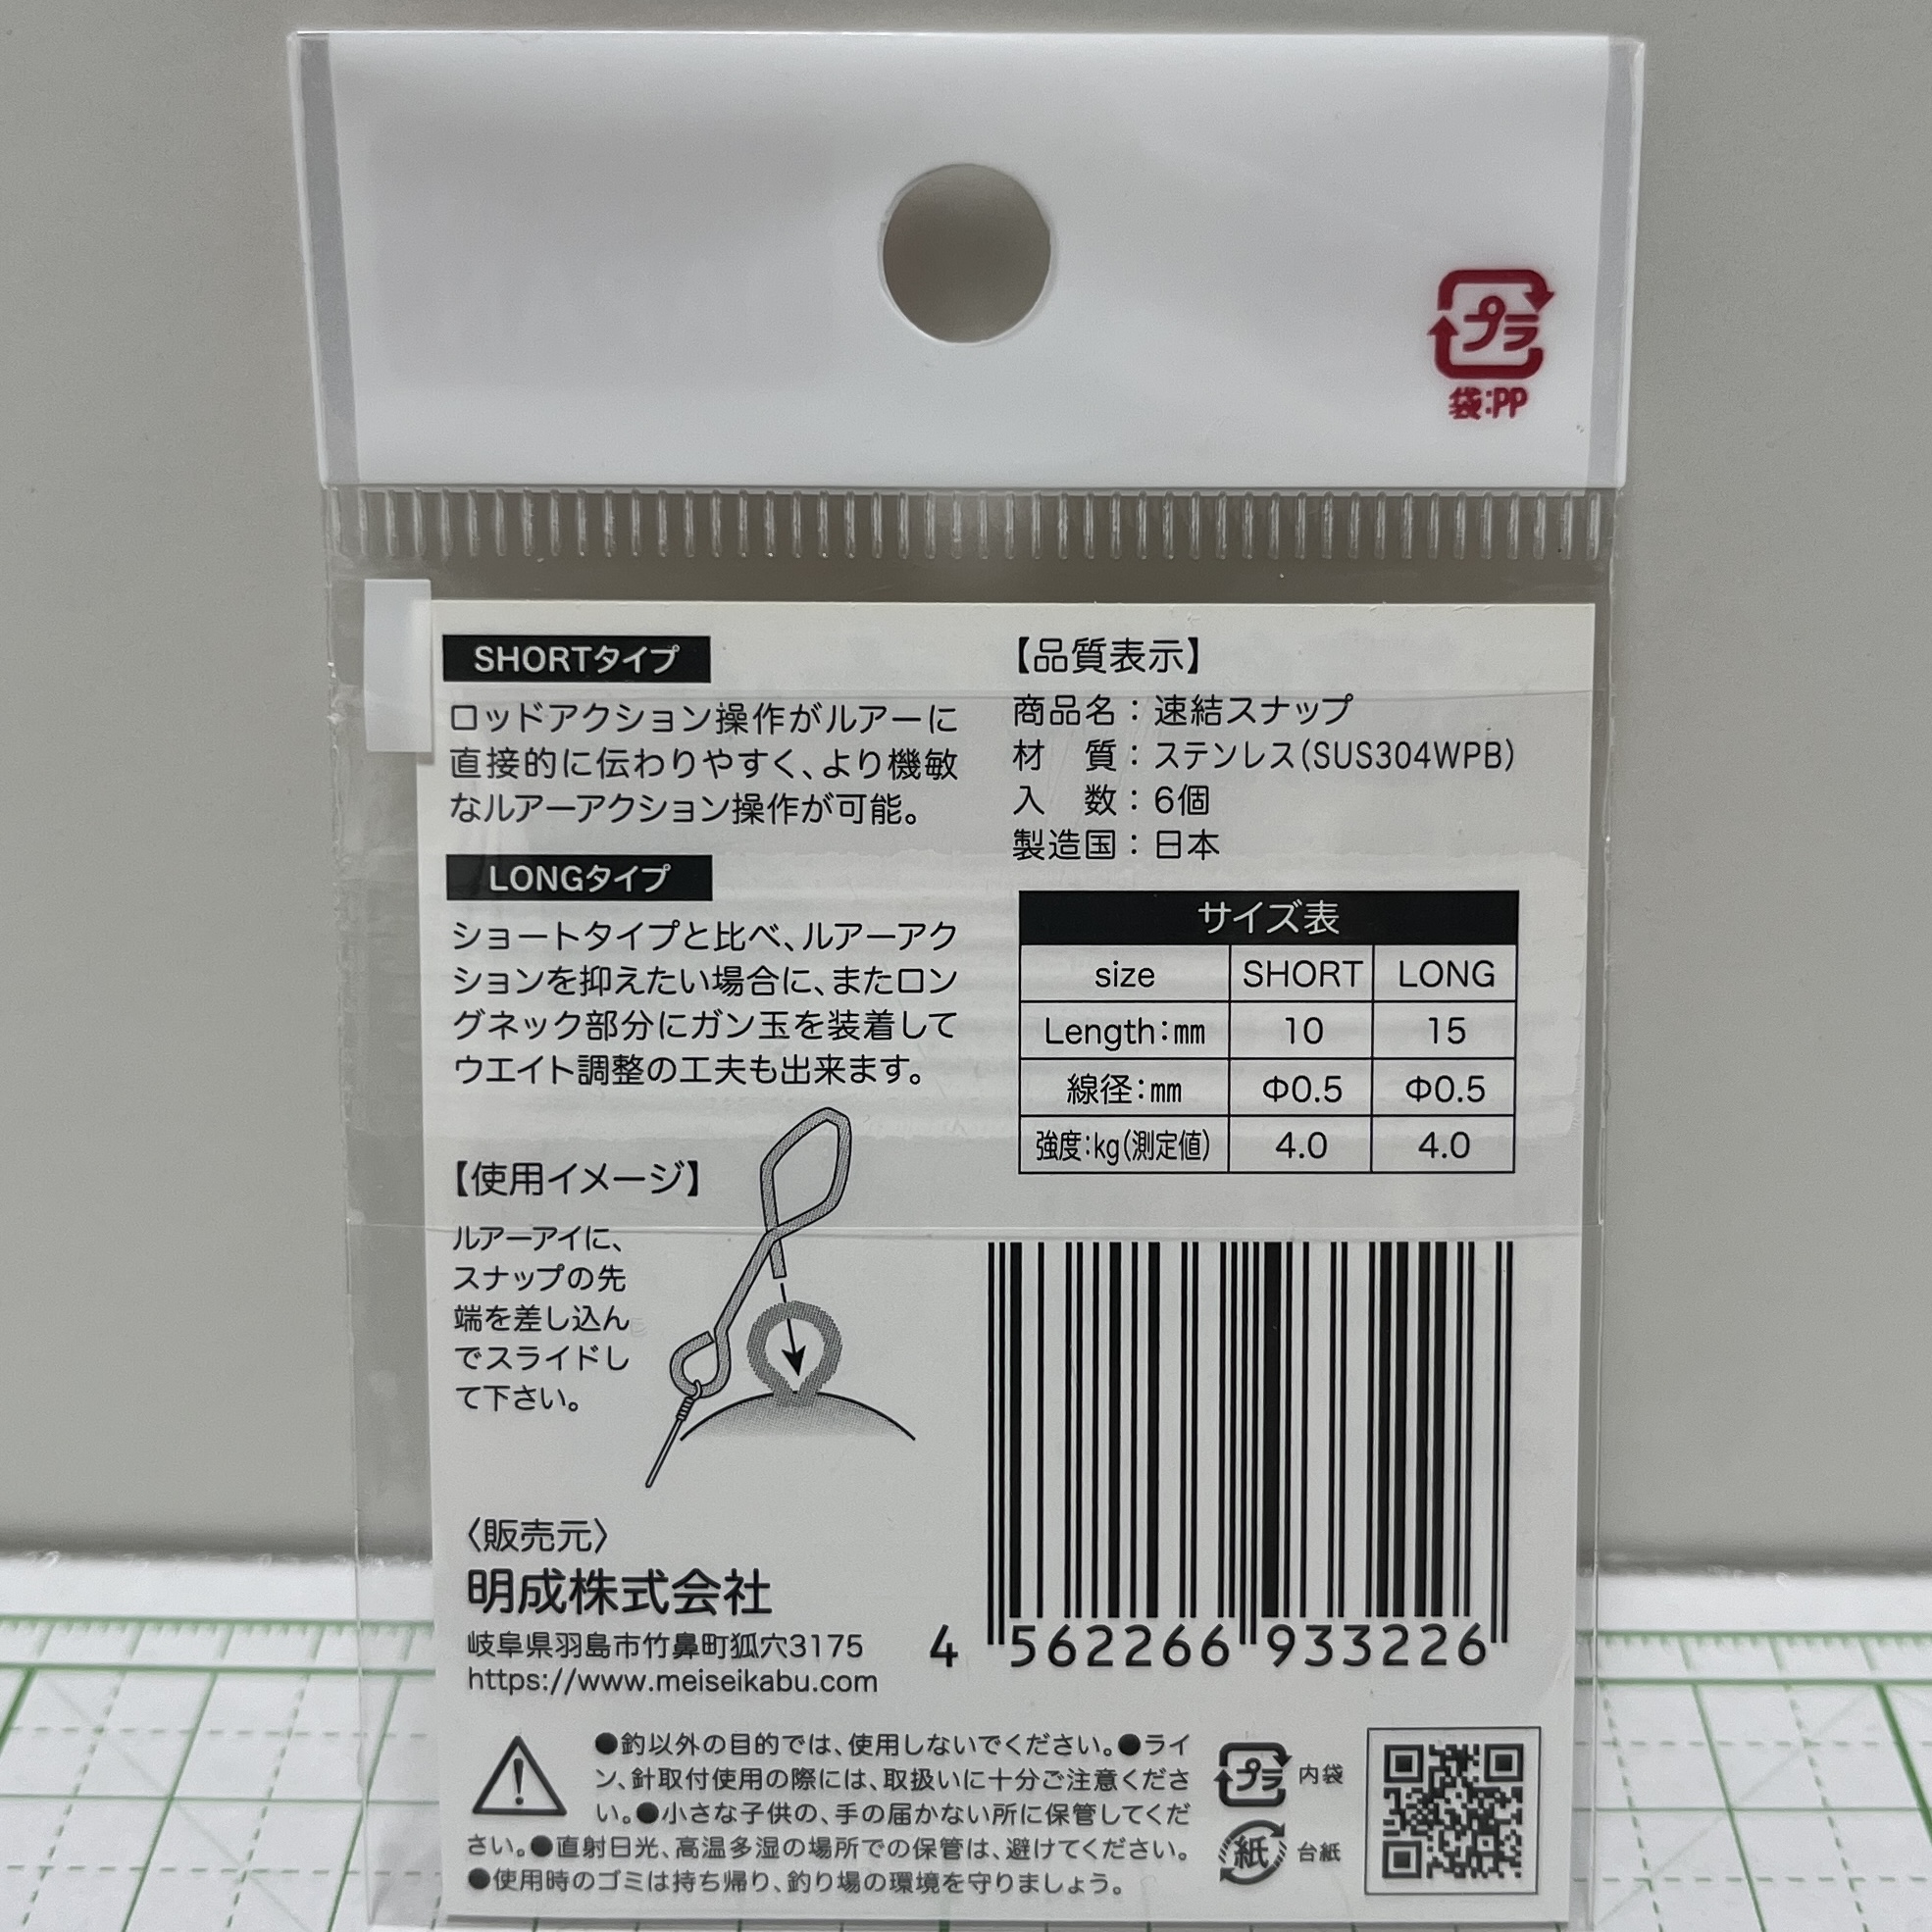 プラ
袋:PP
SHORTタイプ
ロッドアクション操作がルアーに
直接的に伝わりやすく、より機敏
なルアーアクション操作が可能。
LONGタイプ
ショートタイプと比べ、ルアーアク
ションを抑えたい場合に、またロン
グネック部分にガン玉を装着して
ウエイト調整の工夫も出来ます。
【使用イメージ】
ルアーアイに、
スナップの先
端を差し込ん
でスライドし
て下さい。
〈販売元〉
明成株式会社
岐阜県羽島市竹鼻町狐穴3175
https://www.meiseikabu.com
【品質表示】
商品名：速結スナップ
材　質：ステンレス(SUS304WPB)
入　数：6個
製造国：日本
サイズ表
size SHORT LONG
Length:㎜ 10 15
線径:㎜ Φ0.5 Φ0.5
強度:kg(測定値) 4.0 4.0
4 562266 933226
●釣以外の目的では、使用しないでください。●ライ
ン、針取付使用の際には、取扱いに十分ご注意くださ
い。●小さな子供の、手の届かない所に保管してくだ
さい。●直射日光、高温多湿の場所での保管は、避けてください。
●使用時のゴミは持ち帰り、釣り場の環境を守りましょう。
プラ 内袋
紙 台紙